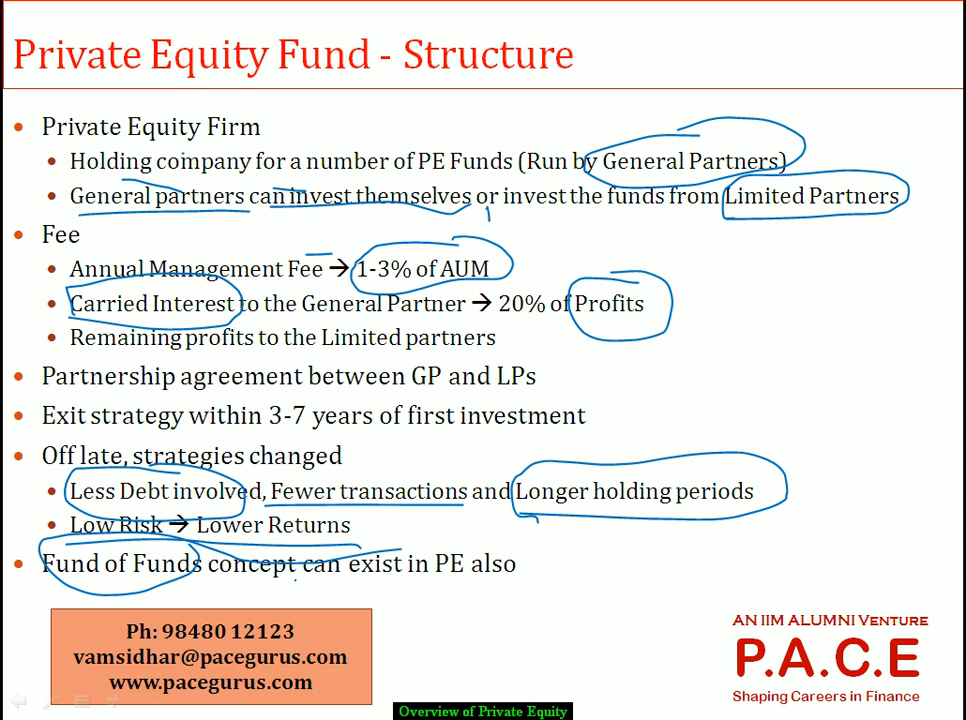 Private Equity Fund - Structure
Private Equity Firm
Holding company for a number of PE Funds (Run by General Partners)
General partners can invest themselves or invest the funds from Limited Partners
Fee
Annual Management Fee → 1-3% of AUM
Carried Interest to the General Partner → 20% of Profits
Remaining profits to the Limited partners
Partnership agreement between GP and LPs
Exit strategy within 3-7 years of first investment
Off late, strategies changed
Less Debt involved, Fewer transactions and Longer holding periods
Low Risk → Lower Returns
Fund of Funds concept can exist in PE also
Ph: 98480 12123
vamsidhar@pacegurus.com
www.pacegurus.com
AN IIM ALUMNI VENTURE
P.A.C.E
Shaping Careers in Finance
Overview of Private Equity